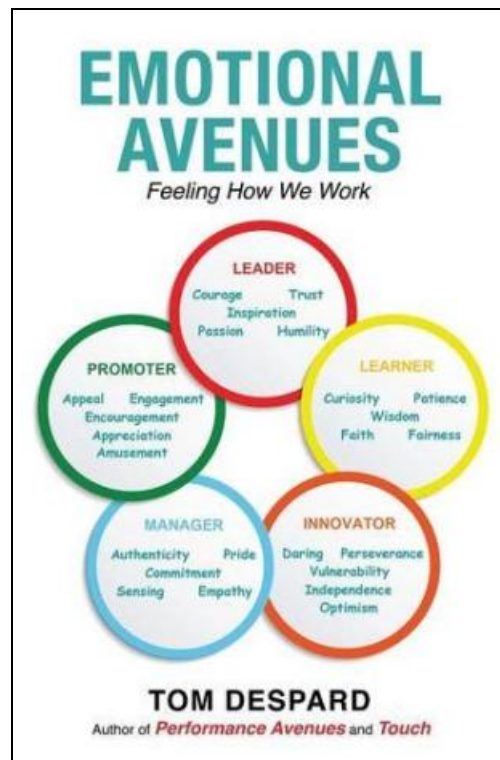 EMOTIONAL
AVENUES
Feeling How We Work
LEADER
Courage Trust
Inspiration
Passion Humility
PROMOTER
Appeal Engagement
Encouragement
Appreciation
Amusement
LEARNER
Curiosity Patience
Wisdom
Faith Fairness
MANAGER
Authenticity Pride
Commitment
Sensing Empathy
INNOVATOR
Daring Perseverance
Vulnerability
Independence
Optimism
TOM DESPARD
Author of Performance Avenues and Touch